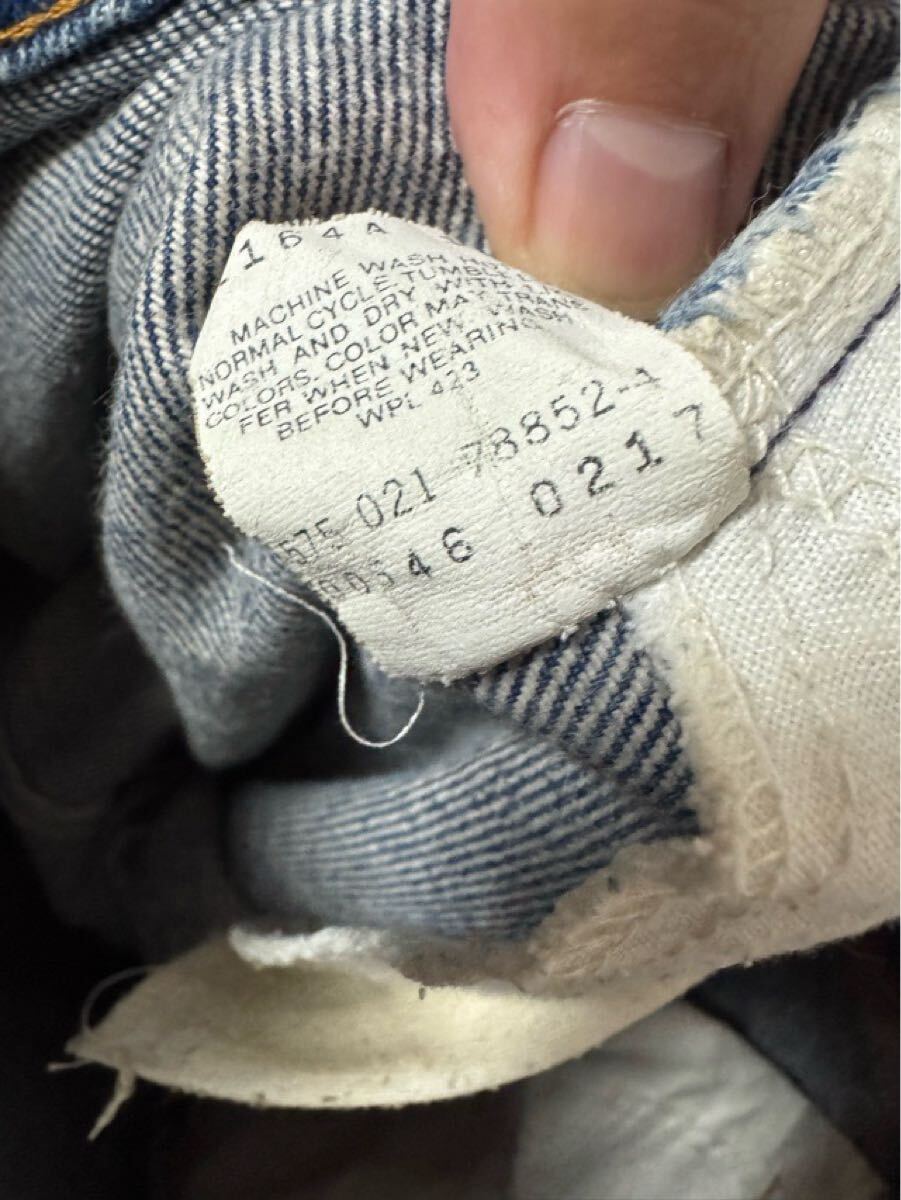 164A
MACHINE WASH
NORMAL CYCLE, TUMBLE
WASH AND DRY WITH
COLORS. COLOR MAY TRANS
FER WHEN NEW. WASH
BEFORE WEARING
WPL 423
021 78852-1
46 0217